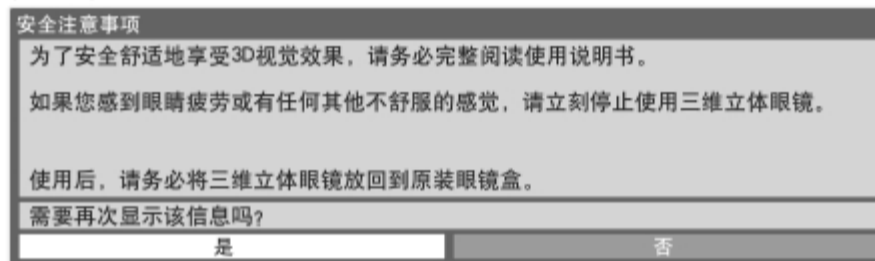 安全注意事项
为了安全舒适地享受3D视觉效果，请务必完整阅读使用说明书。
如果您感到眼睛疲劳或有任何其他不舒服的感觉，请立刻停止使用三维立体眼镜。
使用后，请务必将三维立体眼镜放回到原装眼镜盒。
需要再次显示该信息吗?
是
否